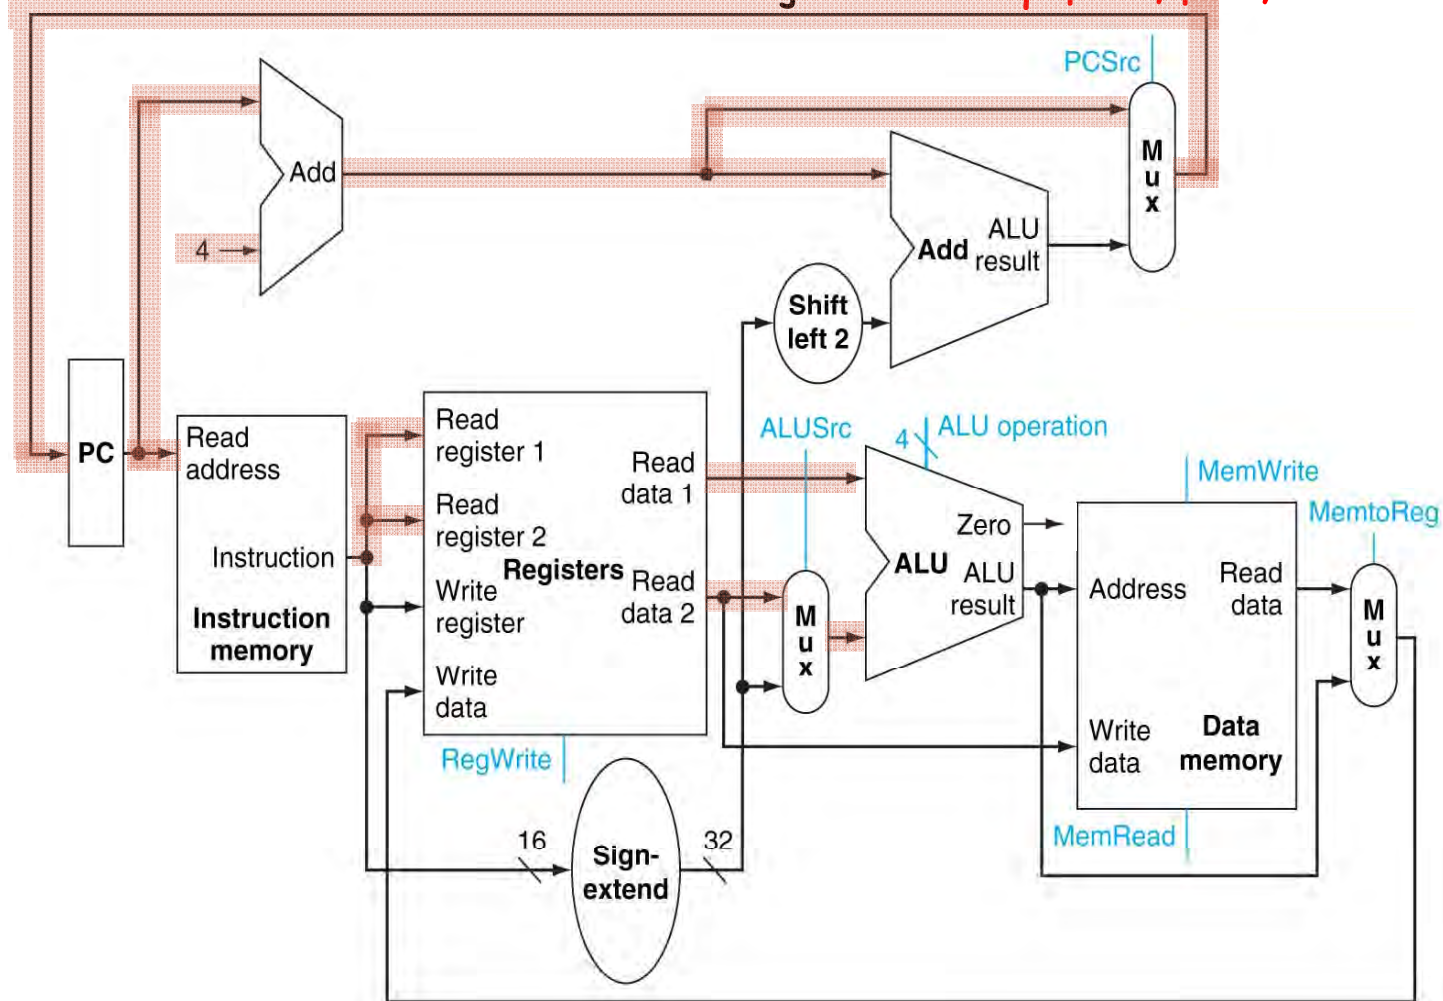 PCSrc
M
u
x
Add
4
Add
ALU
result
Shift
left 2
PC
Read
address
Instruction
Instruction
memory
Read
register 1
Read
register 2
Write
register
Write
data
Registers
Read
data 1
Read
data 2
RegWrite
16
Sign-
extend
32
ALUSrc
M
u
x
4
ALU operation
Zero
ALU
ALU
result
MemWrite
Address
Read
data
Write
data
Data
memory
MemRead
MemtoReg
M
u
x